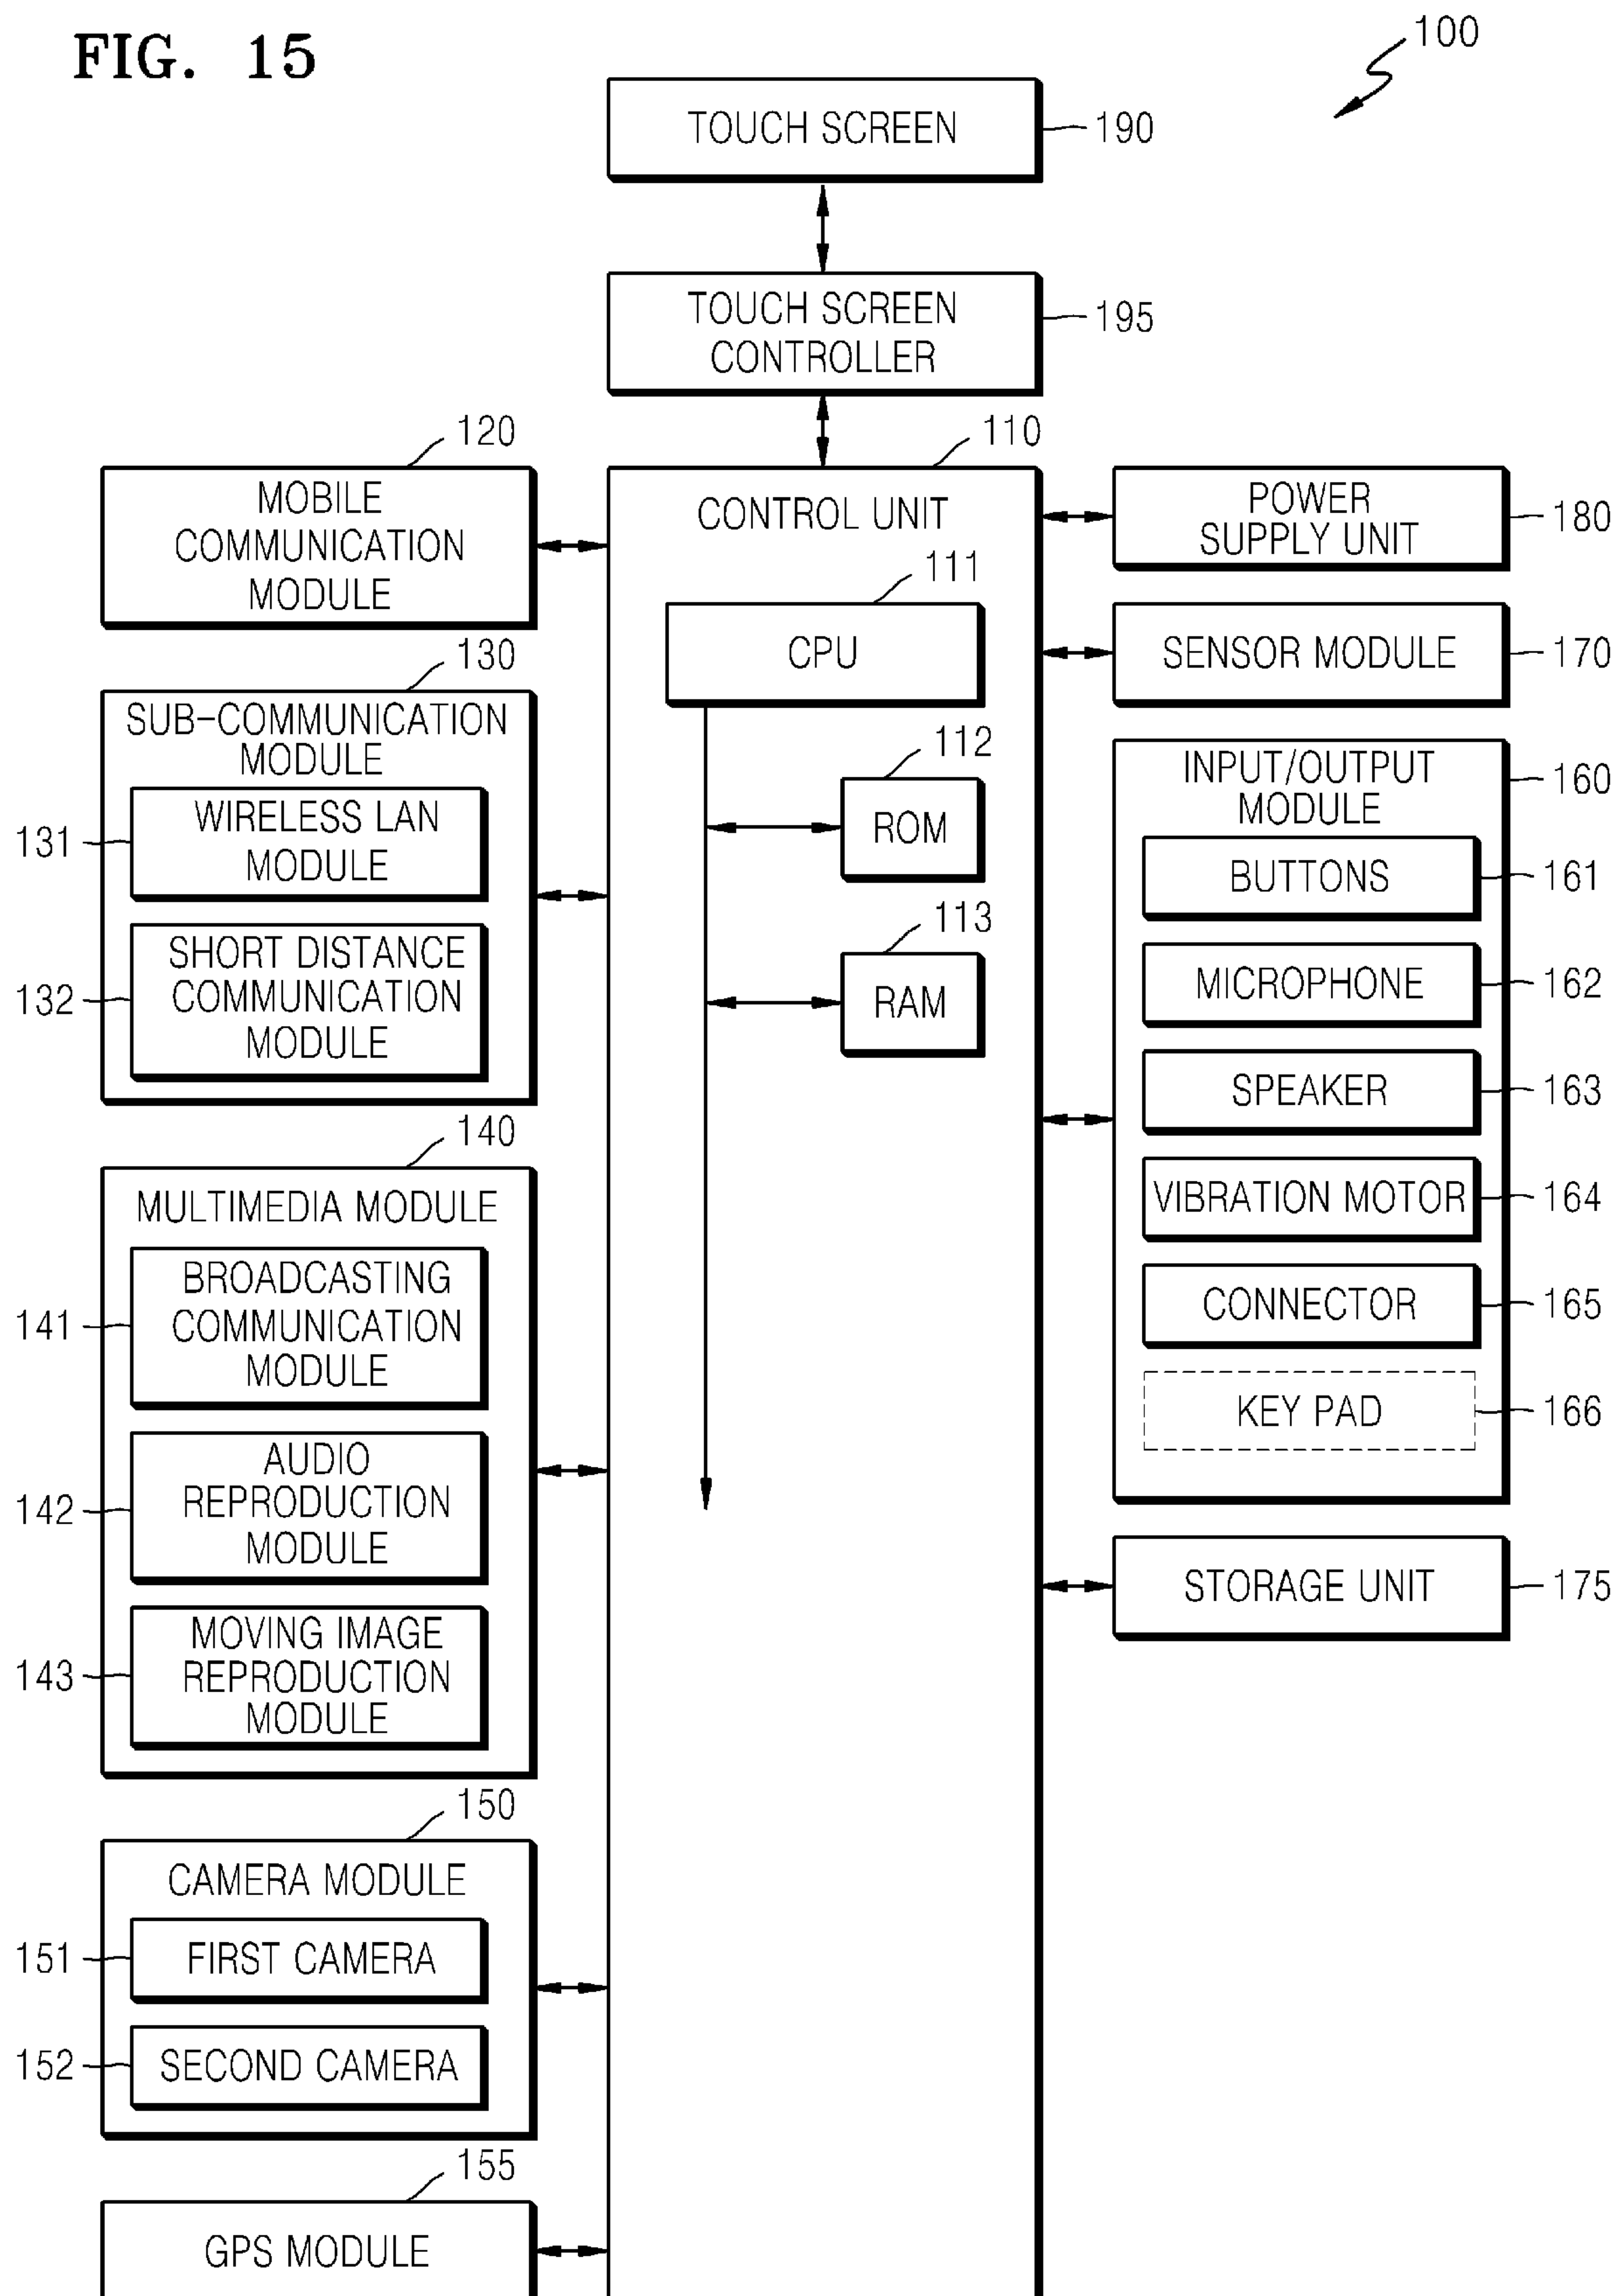 FIG. 15
100
TOUCH SCREEN
190
TOUCH SCREEN
CONTROLLER
195
120
MOBILE
COMMUNICATION
MODULE
130
SUB-COMMUNICATION
MODULE
131
WIRELESS LAN
MODULE
132
SHORT DISTANCE
COMMUNICATION
MODULE
140
MULTIMEDIA MODULE
141
BROADCASTING
COMMUNICATION
MODULE
142
AUDIO
REPRODUCTION
MODULE
143
MOVING IMAGE
REPRODUCTION
MODULE
150
CAMERA MODULE
151
FIRST CAMERA
152
SECOND CAMERA
155
GPS MODULE
110
CONTROL UNIT
111
CPU
112
ROM
113
RAM
POWER
SUPPLY UNIT
180
SENSOR MODULE
170
INPUT/OUTPUT
MODULE
160
BUTTONS
161
MICROPHONE
162
SPEAKER
163
VIBRATION MOTOR
164
CONNECTOR
165
KEY PAD
166
STORAGE UNIT
175